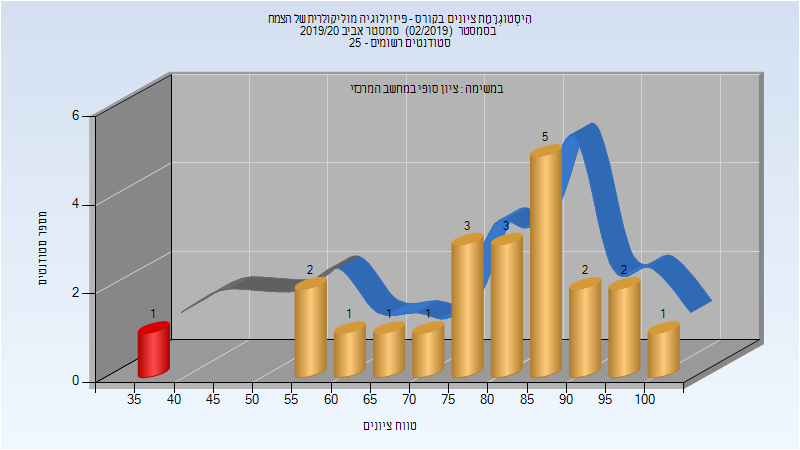 היסטוגרמת ציונים בקורס - פיזיולוגיה מוליקולרית של הצמח
בסמסטר (02/2019) סמסטר אביב 2019/20
סטודנטים רשומים - 25
במשימה : ציון סופי במחשב המרכזי
6
4
2
0
מספר סטודנטים
1
2
1
1
1
3
3
5
2
2
1
35 40 45 50 55 60 65 70 75 80 85 90 95 100
טווח ציונים